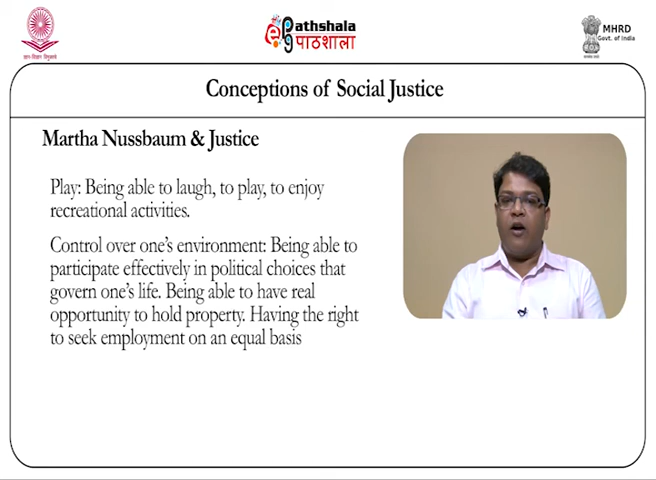 ePathshala
पाठशाला
MHRD
Govt. of India
ज्ञान-विज्ञान विमुक्तये
Conceptions of Social Justice
Martha Nussbaum & Justice
Play: Being able to laugh, to play, to enjoy
recreational activities.
Control over one's environment: Being able to
participate effectively in political choices that
govern one's life. Being able to have real
opportunity to hold property. Having the right
to seek employment on an equal basis